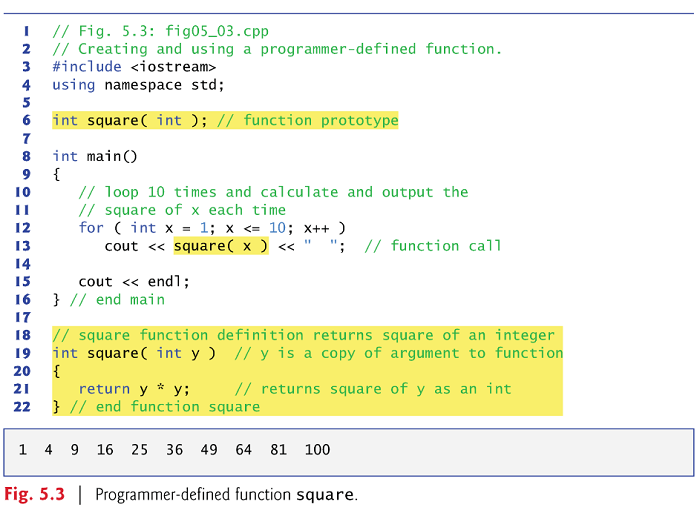 1 // Fig. 5.3: fig05_03.cpp
2 // Creating and using a programmer-defined function.
3 #include <iostream>
4 using namespace std;
5
6 int square( int ); // function prototype
7
8 int main()
9 {
10    // loop 10 times and calculate and output the
11    // square of x each time
12    for ( int x = 1; x <= 10; x++ )
13       cout << square( x ) << "  ";  // function call
14
15    cout << endl;
16 } // end main
17
18 // square function definition returns square of an integer
19 int square( int y )  // y is a copy of argument to function
20 {
21    return y * y;     // returns square of y as an int
22 } // end function square
1  4  9  16  25  36  49  64  81  100
Fig. 5.3 | Programmer-defined function square.